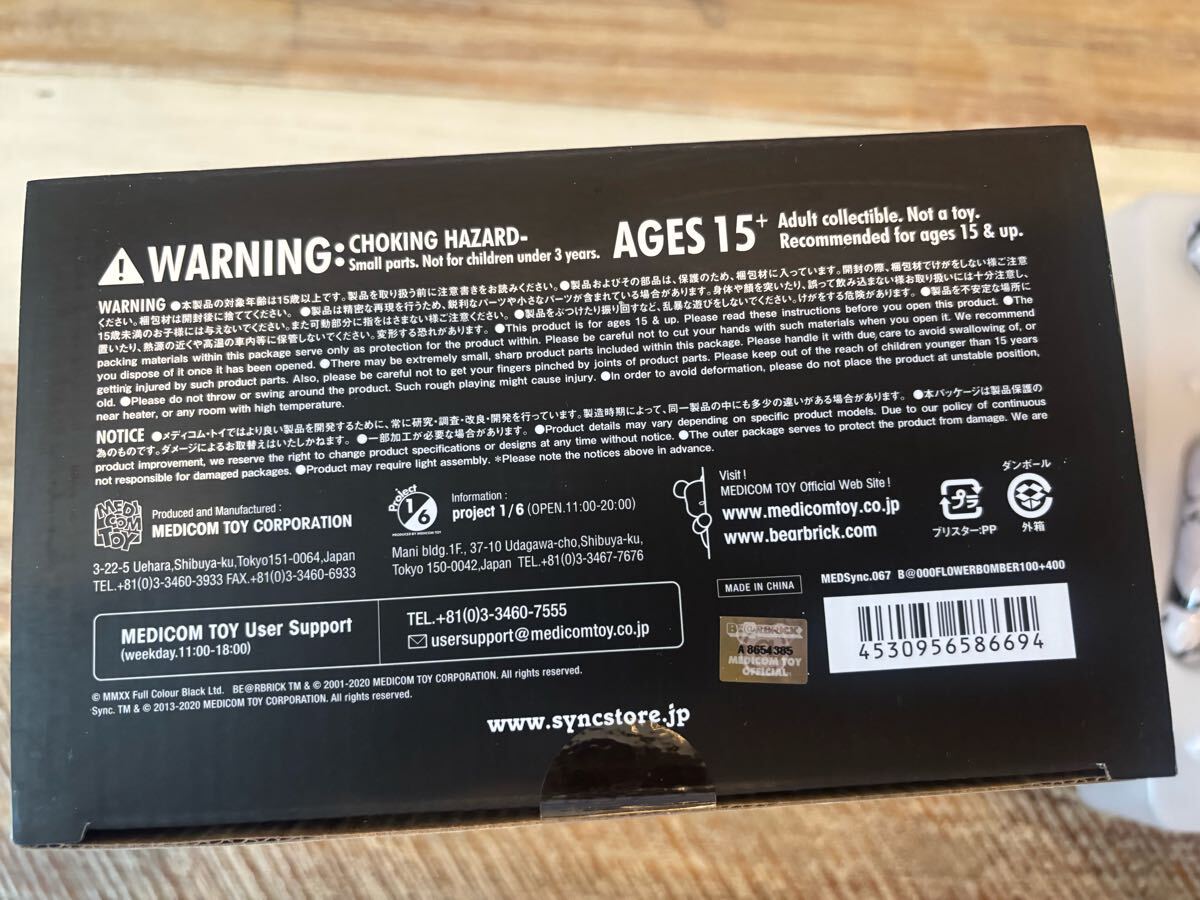 WARNING: CHOKING HAZARD-
Small parts. Not for children under 3 years.
AGES 15+ Adult collectible. Not a toy.
Recommended for ages 15 & up.
WARNING ●本製品の対象年齢は15歳以上です。製品を取り扱う前に注意書きをお読みください。●製品およびその部品は、保護のため、梱包材に入っています。開封の際、梱包材でけがをしない様ご注意
ください。梱包材は開封後に捨ててください。 ●製品は精密な再現を行うため、鋭利なパーツや小さなパーツが含まれている場合があります。身体や顔を突いたり、誤って飲み込まない様お取り扱いには十分注意し、
15歳未満のお子様には与えないでください。また可動部分に指をはさまない様ご注意ください。 ●製品をぶつけたり振り回すなど、乱暴な遊びをしないでください。けがをする危険があります。 ●製品を不安定な場所に
置いたり、熱源の近くや高温の車内等に保管しないでください。変形する恐れがあります。 ●This product is for ages 15 & up. Please read these instructions before you open this product. ●The
packing materials within this package serve only as protection for the product within. Please be careful not to cut your hands with such materials when you open it. We recommend
you dispose of it once it has been opened. ●There may be extremely small, sharp product parts included within this package. Please handle it with due care to avoid swallowing of, or
getting injured by such product parts. Also, please be careful not to get your fingers pinched by joints of product parts. Please keep out of the reach of children younger than 15 years
old. ●Please do not throw or swing around the product. Such rough playing might cause injury. ●In order to avoid deformation, please do not place the product at unstable position,
near heater, or any room with high temperature.
NOTICE ●メディコム・トイではより良い製品を開発するために、常に研究・調査・改良・開発を行っています。製造時期によって、同一製品の中にも多少の違いがある場合があります。 ●本パッケージは製品保護の
為のものです。ダメージによるお取替えはいたしかねます。 ●一部加工が必要な場合があります。 ●Product details may vary depending on specific product models. Due to our policy of continuous
product improvement, we reserve the right to change product specifications or designs at any time without notice. ●The outer package serves to protect the product from damage. We are
not responsible for damaged packages. ●Product may require light assembly. *Please note the notices above in advance.
MEDI
COM
TOY
Produced and Manufactured :
MEDICOM TOY CORPORATION
3-22-5 Uehara,Shibuya-ku,Tokyo151-0064,Japan
TEL.+81(0)3-3460-3933 FAX.+81(0)3-3460-6933
Project
1/6
PRODUCED BY MEDICOM TOY
Information :
project 1/6 (OPEN.11:00-20:00)
Mani bldg.1F., 37-10 Udagawa-cho,Shibuya-ku,
Tokyo 150-0042,Japan TEL.+81(0)3-3467-7676
Visit !
MEDICOM TOY Official Web Site !
www.medicomtoy.co.jp
www.bearbrick.com
プラ
ブリスター:PP
ダンボール
外箱
MEDICOM TOY User Support
(weekday.11:00-18:00)
TEL.+81(0)3-3460-7555
usersupport@medicomtoy.co.jp
MADE IN CHINA
MEDSync.067 B@000FLOWERBOMBER100+400
4530956586694
BE@RBRICK
A 8654385
MEDICOM TOY
OFFICIAL
© MMXX Full Colour Black Ltd. BE@RBRICK TM & © 2001-2020 MEDICOM TOY CORPORATION. All rights reserved.
Sync. TM & © 2013-2020 MEDICOM TOY CORPORATION. All rights reserved.
www.syncstore.jp